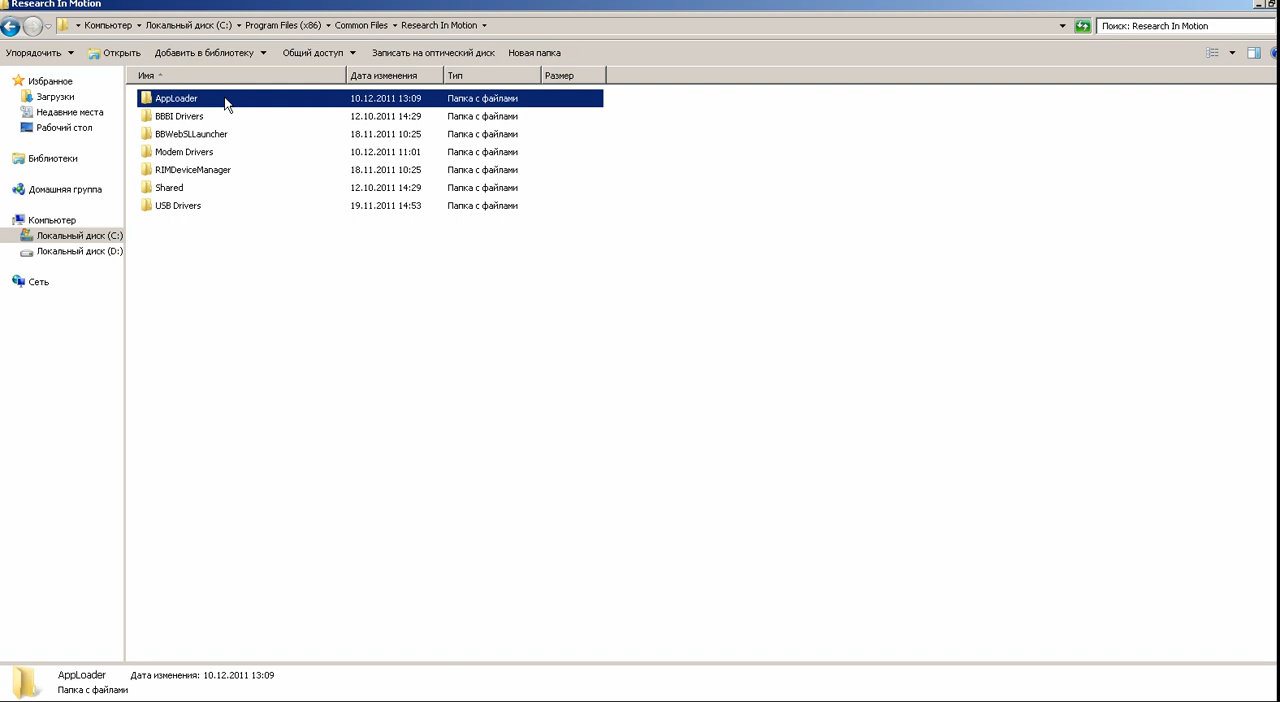 Research In Motion
Компьютер Локальный диск (C:) Program Files (x86) Common Files Research In Motion Поиск: Research In Motion
Упорядочить Открыть Добавить в библиотеку Общий доступ Записать на оптический диск Новая папка
Избранное
Загрузки
Недавние места
Рабочий стол
Библиотеки
Домашняя группа
Компьютер
Локальный диск (C:)
Локальный диск (D:)
Сеть
Имя Дата изменения Тип Размер
AppLoader 10.12.2011 13:09 Папка с файлами
BBBI Drivers 12.10.2011 14:29 Папка с файлами
BBWebSLLauncher 18.11.2011 10:25 Папка с файлами
Modem Drivers 10.12.2011 11:01 Папка с файлами
RIMDeviceManager 18.11.2011 10:25 Папка с файлами
Shared 12.10.2011 14:29 Папка с файлами
USB Drivers 19.11.2011 14:53 Папка с файлами
AppLoader Дата изменения: 10.12.2011 13:09
Папка с файлами